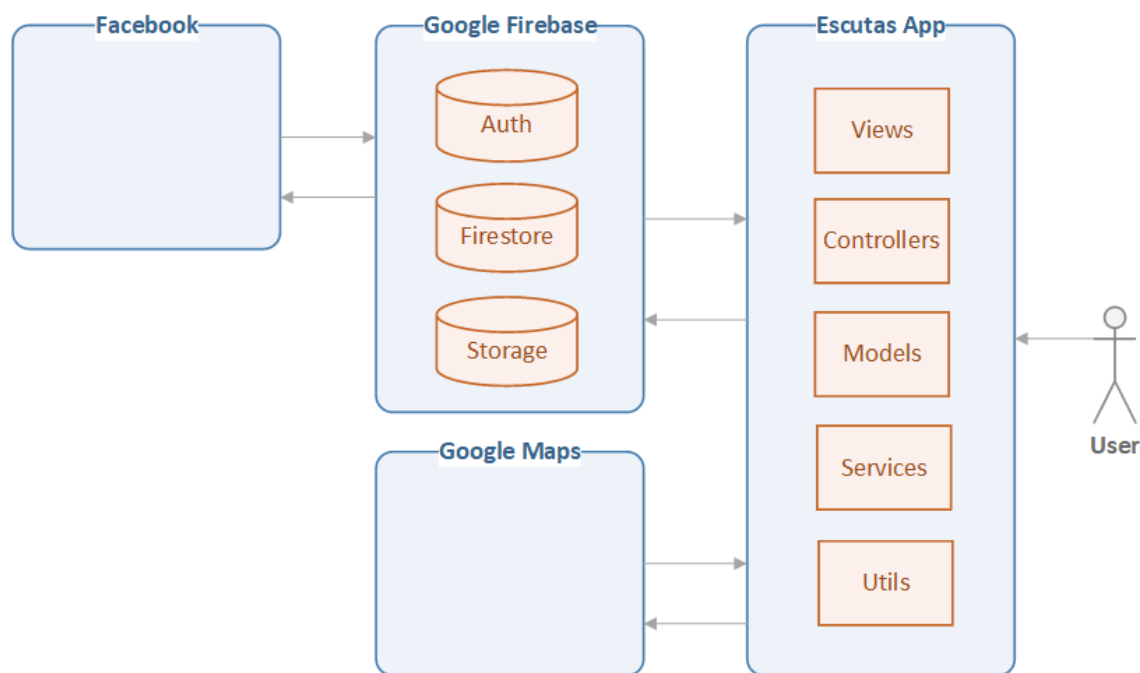 Facebook
Google Firebase
Escutas App
Auth
Firestore
Storage
Views
Controllers
Models
Services
Utils
Google Maps
User